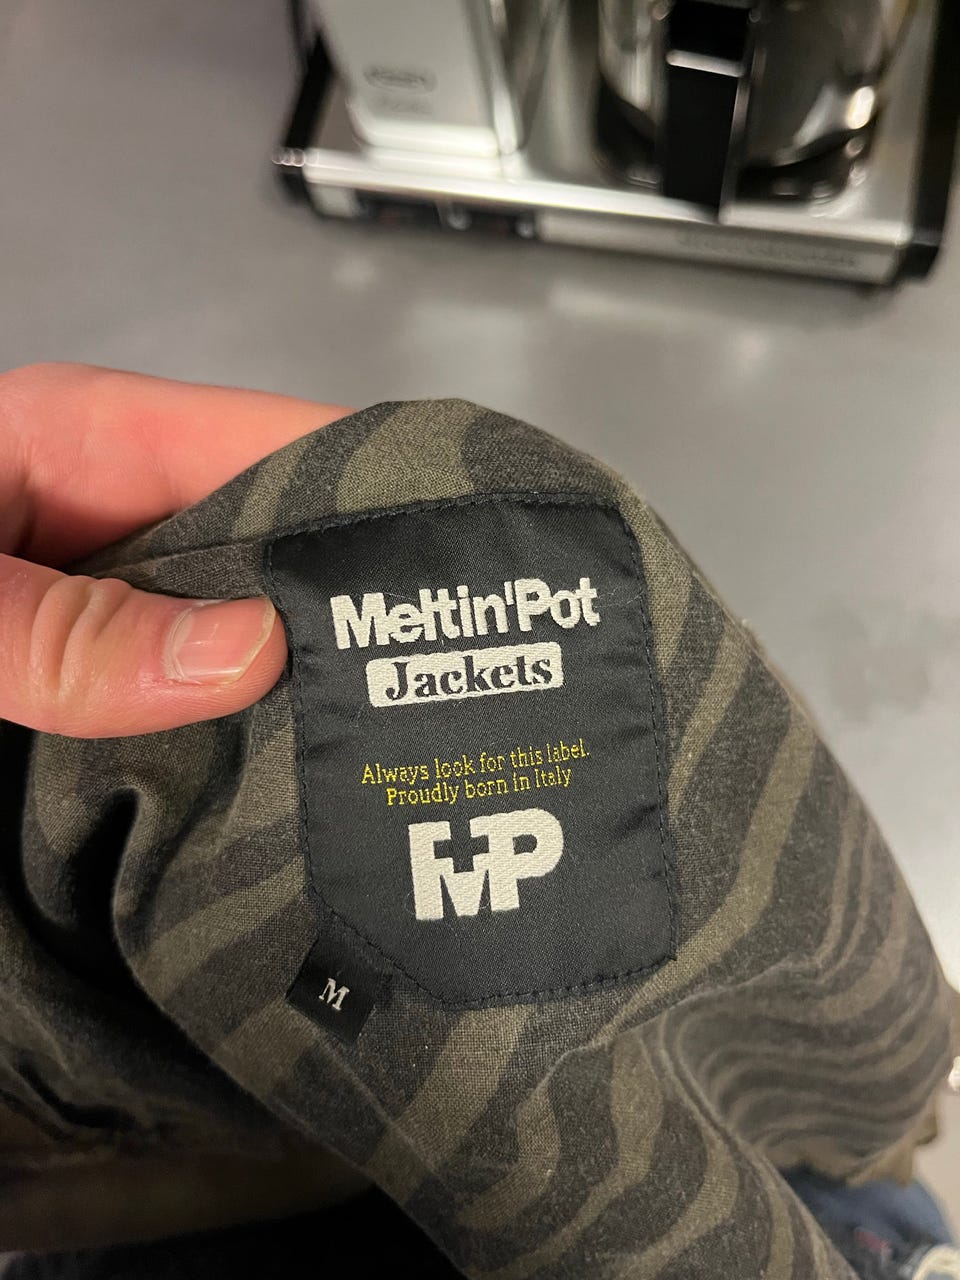 Meltin'Pot
Jackets
Always look for this label.
Proudly born in Italy
MP
M